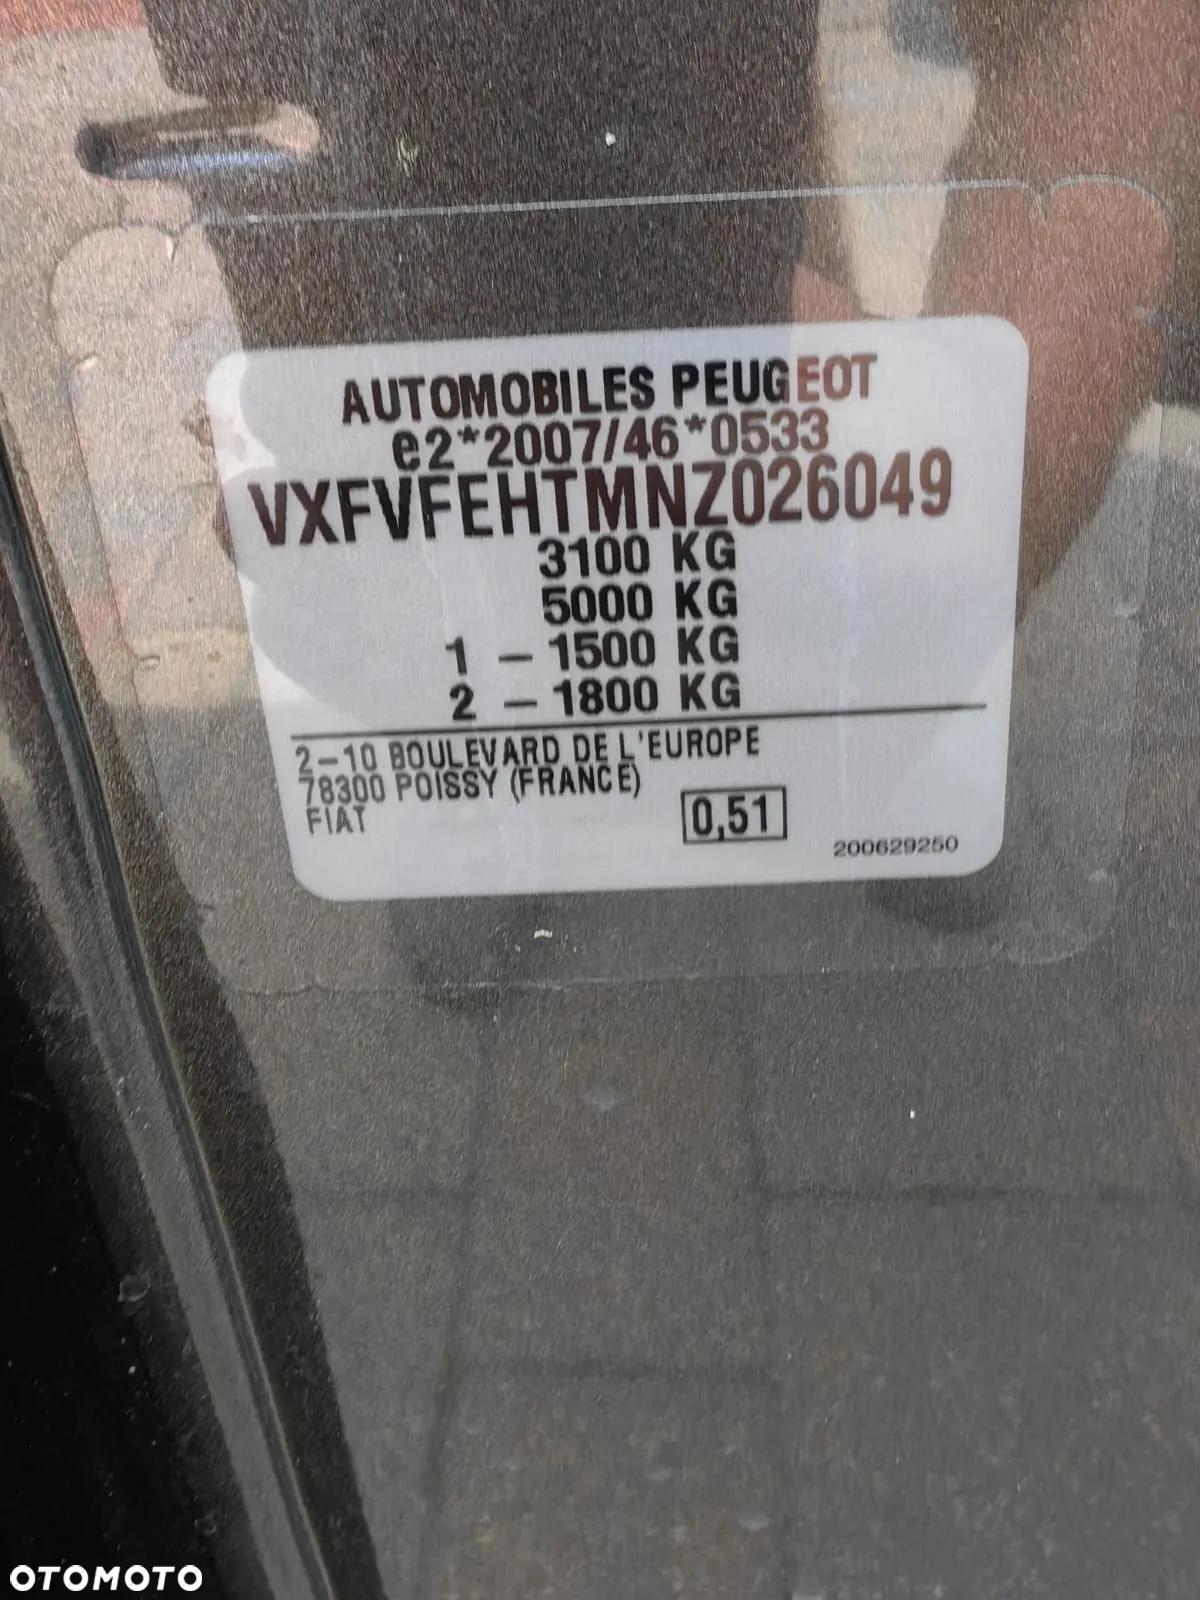 AUTOMOBILES PEUGEOT
e2*2007/46*0533
VXFVFEHTMNZ026049
3100 KG
5000 KG
1 - 1500 KG
2 - 1800 KG
2-10 BOULEVARD DE L'EUROPE
78300 POISSY (FRANCE)
FIAT
0,51
200629250
OTOMOTO